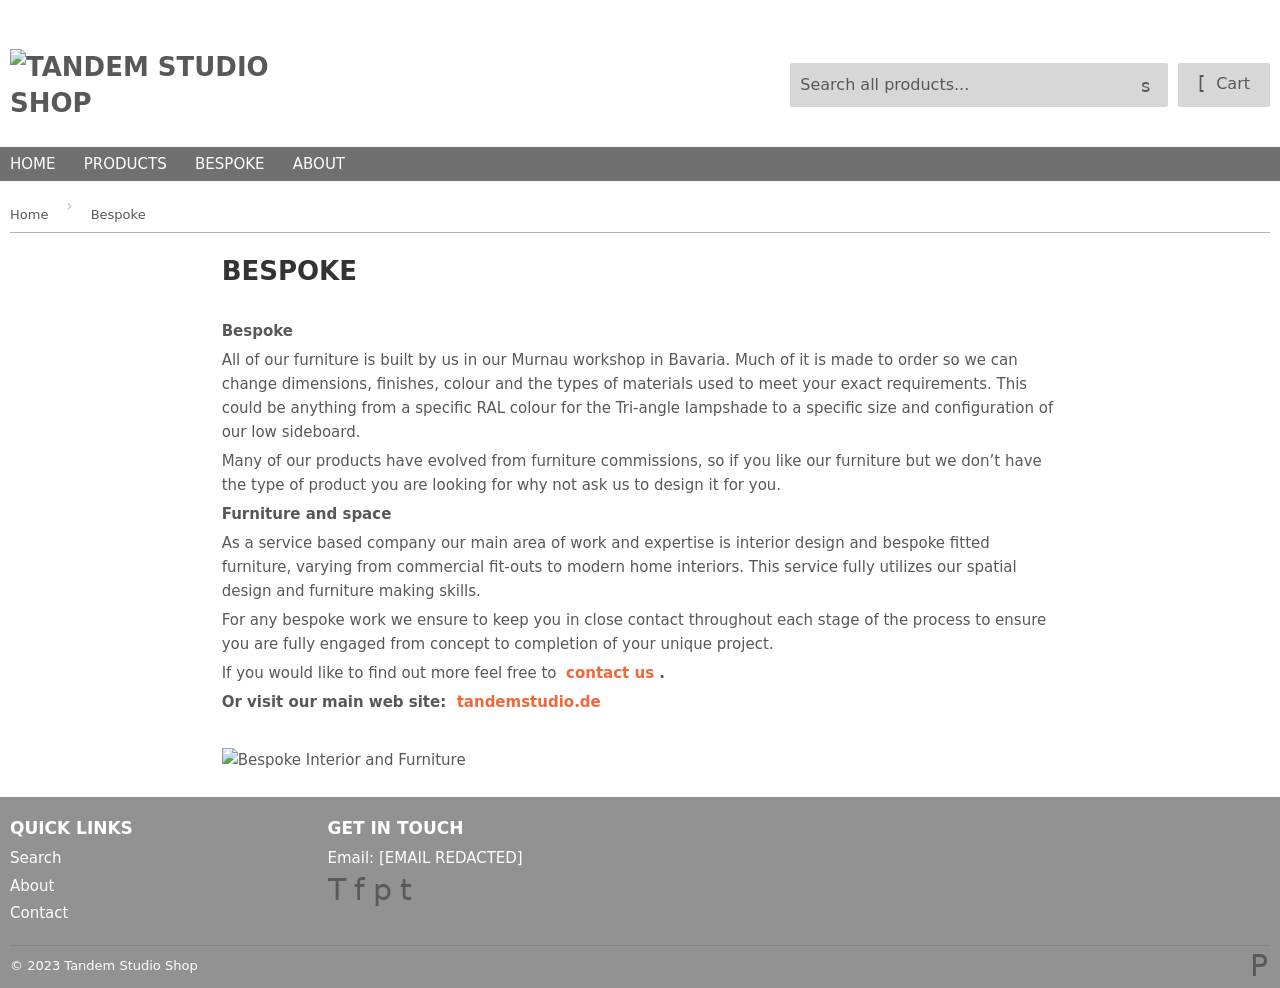 TANDEM STUDIO
SHOP
Search all products...
s
[ Cart
HOME PRODUCTS BESPOKE ABOUT
Home › Bespoke
BESPOKE
Bespoke
All of our furniture is built by us in our Murnau workshop in Bavaria. Much of it is made to order so we can
change dimensions, finishes, colour and the types of materials used to meet your exact requirements. This
could be anything from a specific RAL colour for the Tri-angle lampshade to a specific size and configuration of
our low sideboard.
Many of our products have evolved from furniture commissions, so if you like our furniture but we don’t have
the type of product you are looking for why not ask us to design it for you.
Furniture and space
As a service based company our main area of work and expertise is interior design and bespoke fitted
furniture, varying from commercial fit-outs to modern home interiors. This service fully utilizes our spatial
design and furniture making skills.
For any bespoke work we ensure to keep you in close contact throughout each stage of the process to ensure
you are fully engaged from concept to completion of your unique project.
If you would like to find out more feel free to contact us .
Or visit our main web site: tandemstudio.de
Bespoke Interior and Furniture
QUICK LINKS
Search
About
Contact
GET IN TOUCH
Email: [EMAIL REDACTED]
T f p t
© 2023 Tandem Studio Shop
P